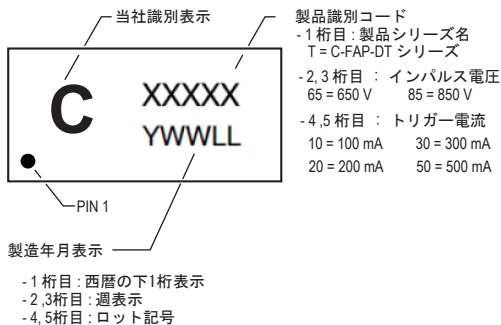 当社識別表示
製品識別コード
- 1 桁目 : 製品シリーズ名
T = C-FAP-DT シリーズ
- 2, 3 桁目 : インパルス電圧
65 = 650 V 85 = 850 V
- 4 ,5 桁目 : トリガー電流
10 = 100 mA 30 = 300 mA
20 = 200 mA 50 = 500 mA
C
XXXXX
YWWLL
PIN 1
製造年月表示
- 1 桁目 : 西暦の下1桁表示
- 2 ,3桁目 : 週表示
- 4, 5桁目 : ロット記号